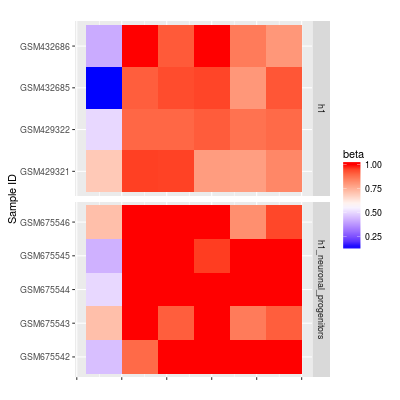 GSM432686
GSM432685
GSM429322
GSM429321
h1
GSM675546
GSM675545
GSM675544
GSM675543
GSM675542
h1_neuronal_progenitors
Sample ID
beta
1.00
0.75
0.50
0.25